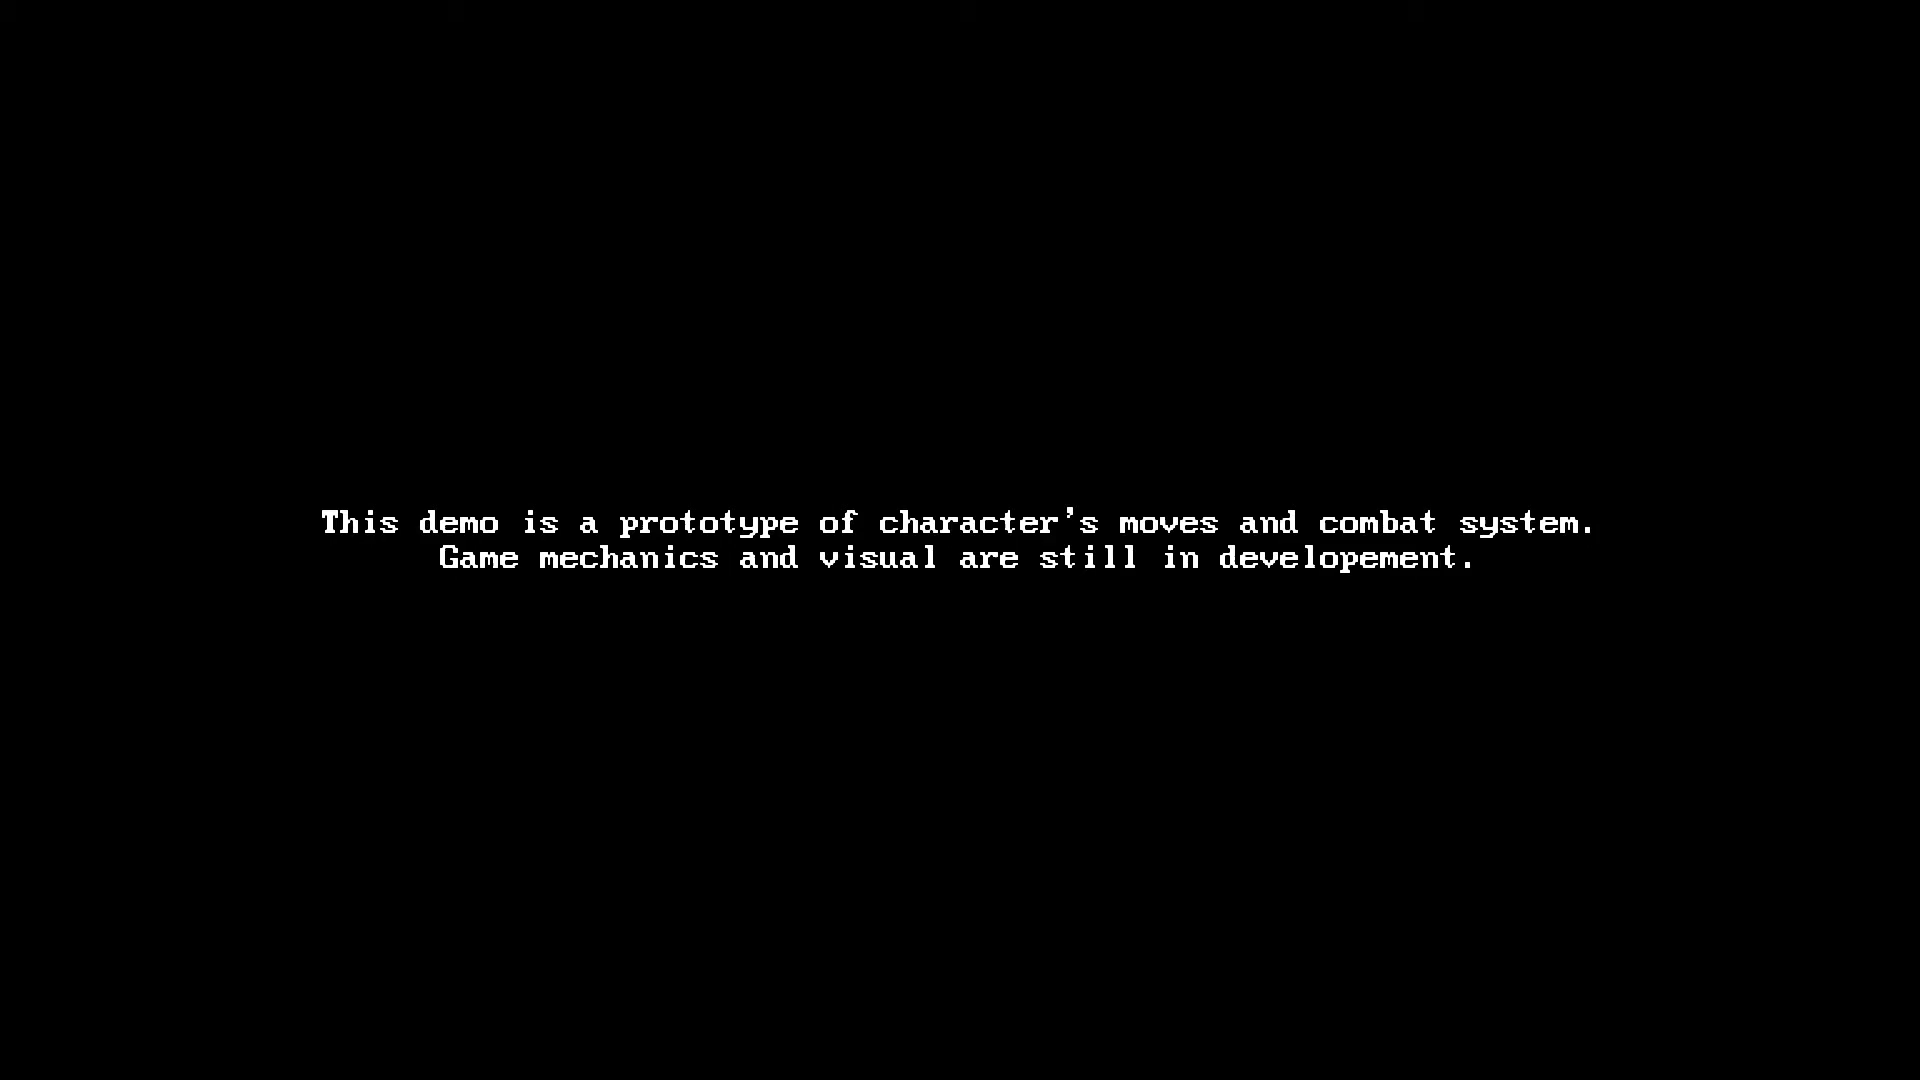 This demo is a prototype of character's moves and combat system.
Game mechanics and visual are still in developement.